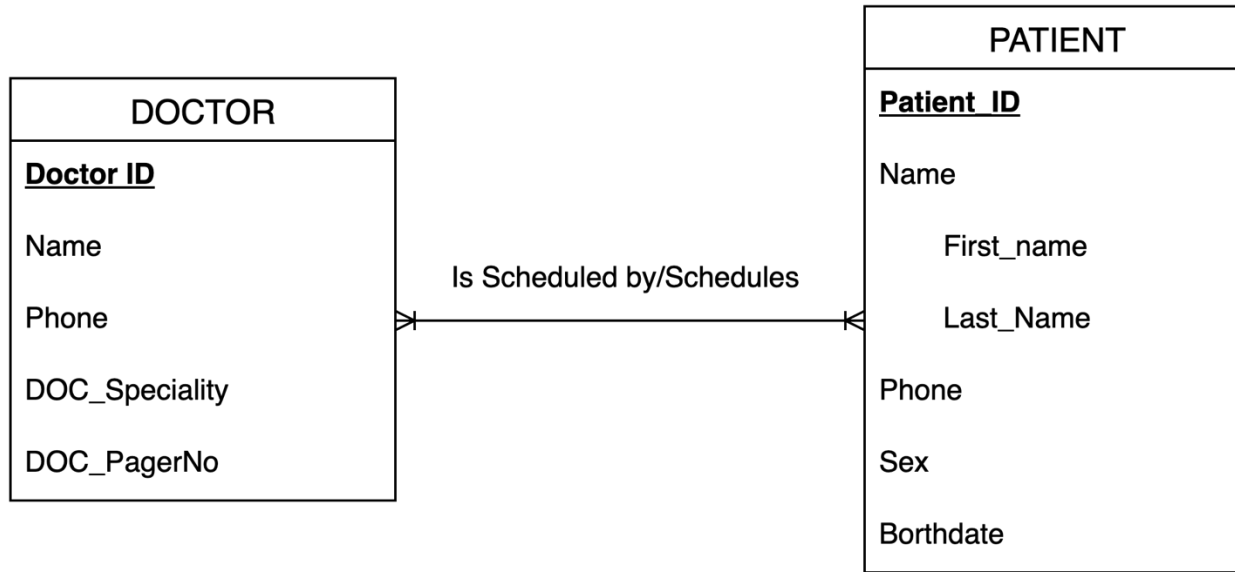 DOCTOR
Doctor ID
Name
Phone
DOC_Speciality
DOC_PagerNo
Is Scheduled by/Schedules
PATIENT
Patient_ID
Name
First_name
Last_Name
Phone
Sex
Borthdate